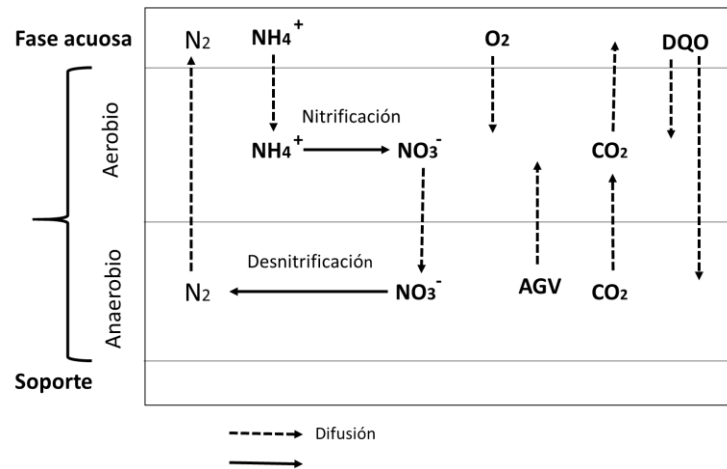 Fase acuosa
N2 NH4+ O2 DQO
Aerobio
Nitrificación
NH4+ NO3- CO2
Anaerobio
Desnitrificación
N2 NO3- AGV CO2
Soporte
Difusión